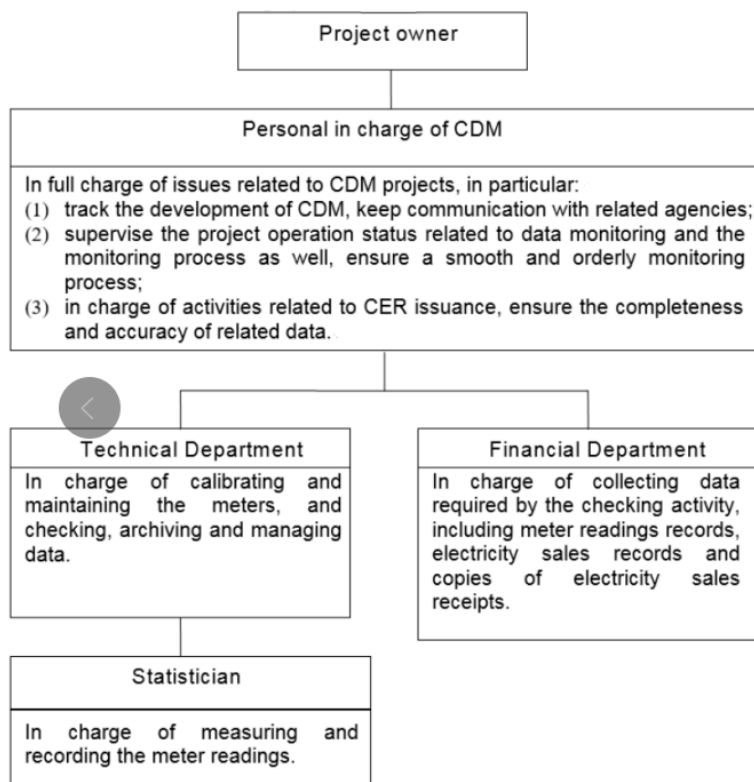 Project owner
Personal in charge of CDM
In full charge of issues related to CDM projects, in particular:
(1) track the development of CDM, keep communication with related agencies;
(2) supervise the project operation status related to data monitoring and the
monitoring process as well, ensure a smooth and orderly monitoring
process;
(3) in charge of activities related to CER issuance, ensure the completeness
and accuracy of related data.
Technical Department
In charge of calibrating and
maintaining the meters, and
checking, archiving and managing
data.
Financial Department
In charge of collecting data
required by the checking activity,
including meter readings records,
electricity sales records and
copies of electricity sales
receipts.
Statistician
In charge of measuring and
recording the meter readings.